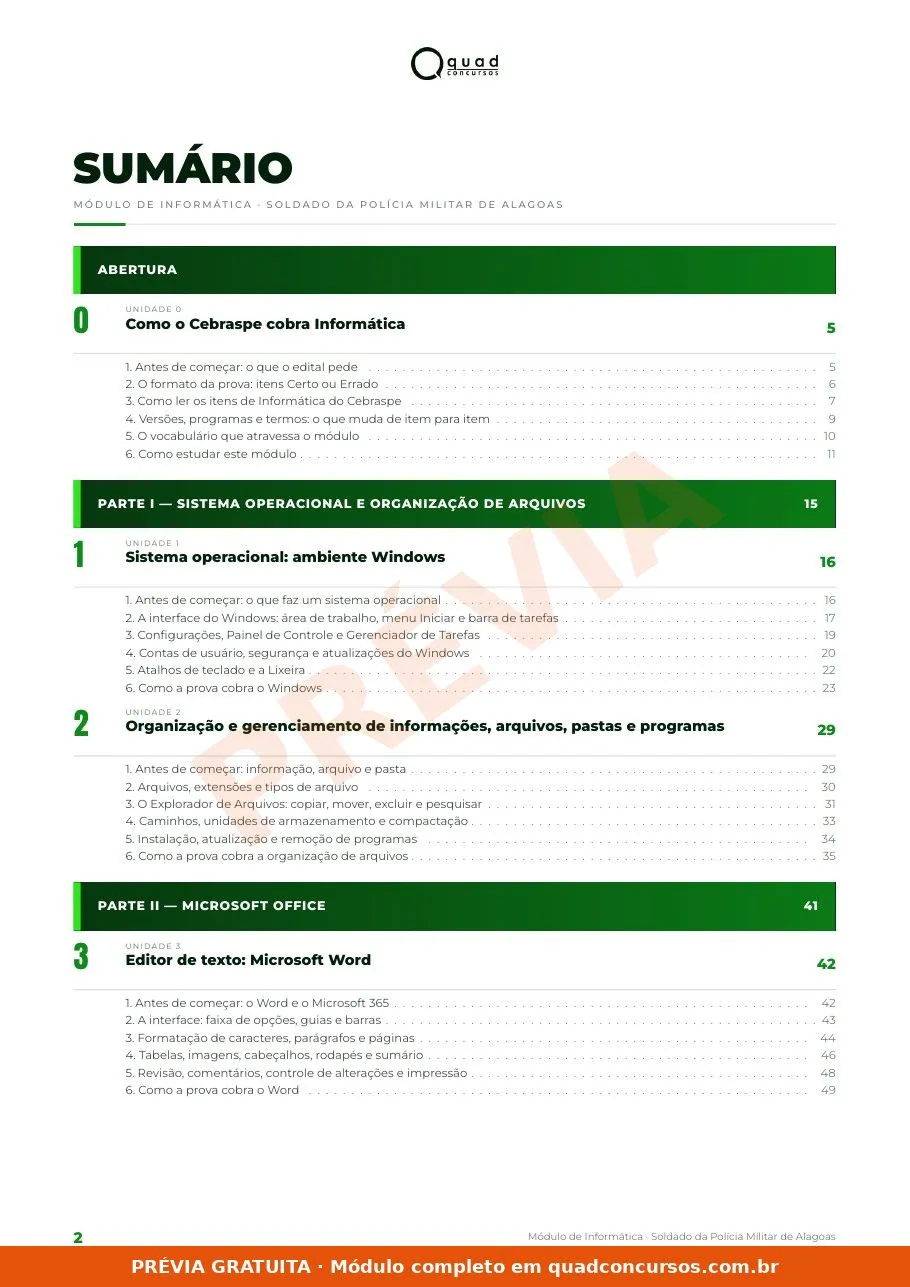 quad
concursos
SUMÁRIO
MÓDULO DE INFORMÁTICA · SOLDADO DA POLÍCIA MILITAR DE ALAGOAS
ABERTURA
0
UNIDADE 0
Como o Cebraspe cobra Informática 5
1. Antes de começar: o que o edital pede 5
2. O formato da prova: itens Certo ou Errado 6
3. Como ler os itens de Informática do Cebraspe 7
4. Versões, programas e termos: o que muda de item para item 9
5. O vocabulário que atravessa o módulo 10
6. Como estudar este módulo 11
PARTE I — SISTEMA OPERACIONAL E ORGANIZAÇÃO DE ARQUIVOS 15
1
UNIDADE 1
Sistema operacional: ambiente Windows 16
1. Antes de começar: o que faz um sistema operacional 16
2. A interface do Windows: área de trabalho, menu Iniciar e barra de tarefas 17
3. Configurações, Painel de Controle e Gerenciador de Tarefas 19
4. Contas de usuário, segurança e atualizações do Windows 20
5. Atalhos de teclado e a Lixeira 22
6. Como a prova cobra o Windows 23
2
UNIDADE 2
Organização e gerenciamento de informações, arquivos, pastas e programas 29
1. Antes de começar: informação, arquivo e pasta 29
2. Arquivos, extensões e tipos de arquivo 30
3. O Explorador de Arquivos: copiar, mover, excluir e pesquisar 31
4. Caminhos, unidades de armazenamento e compactação 33
5. Instalação, atualização e remoção de programas 34
6. Como a prova cobra a organização de arquivos 35
PARTE II — MICROSOFT OFFICE 41
3
UNIDADE 3
Editor de texto: Microsoft Word 42
1. Antes de começar: o Word e o Microsoft 365 42
2. A interface: faixa de opções, guias e barras 43
3. Formatação de caracteres, parágrafos e páginas 44
4. Tabelas, imagens, cabeçalhos, rodapés e sumário 46
5. Revisão, comentários, controle de alterações e impressão 48
6. Como a prova cobra o Word 49
PRÉVIA
2 Módulo de Informática · Soldado da Polícia Militar de Alagoas
PRÉVIA GRATUITA · Módulo completo em quadconcursos.com.br